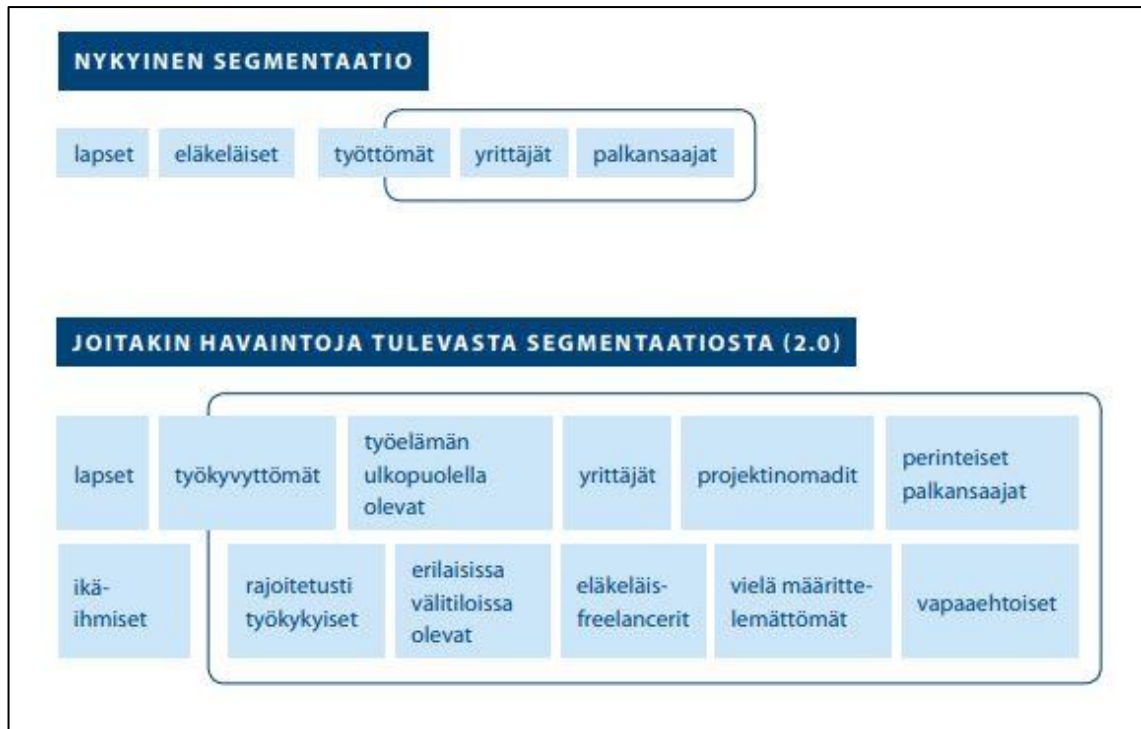 NYKYINEN SEGMENTAATIO
lapset
eläkeläiset
työttömät
yrittäjät
palkansaajat
JOITAKIN HAVAINTOJA TULEVASTA SEGMENTAATIOSTA (2.0)
lapset
työkyvyttömät
työelämän
ulkopuolella
olevat
yrittäjät
projektinomadit
perinteiset
palkansaajat
ikä-
ihmiset
rajoitetusti
työkykyiset
erilaisissa
välitiloissa
olevat
eläkeläis-
freelancerit
vielä määritte-
lemättömät
vapaaehtoiset